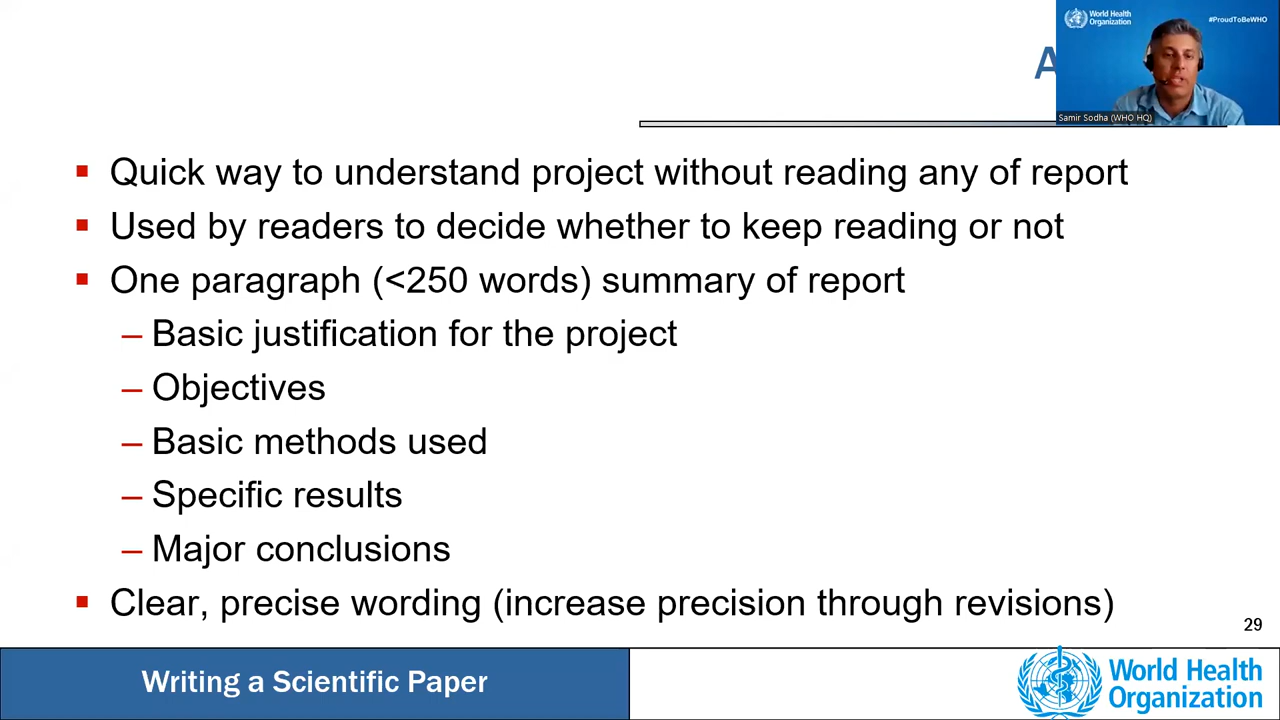 World Health
Organization
#ProudToBeWHO
Samir Sodha (WHO HQ)
Quick way to understand project without reading any of report
Used by readers to decide whether to keep reading or not
One paragraph (<250 words) summary of report
– Basic justification for the project
– Objectives
– Basic methods used
– Specific results
– Major conclusions
Clear, precise wording (increase precision through revisions)
29
Writing a Scientific Paper
World Health
Organization